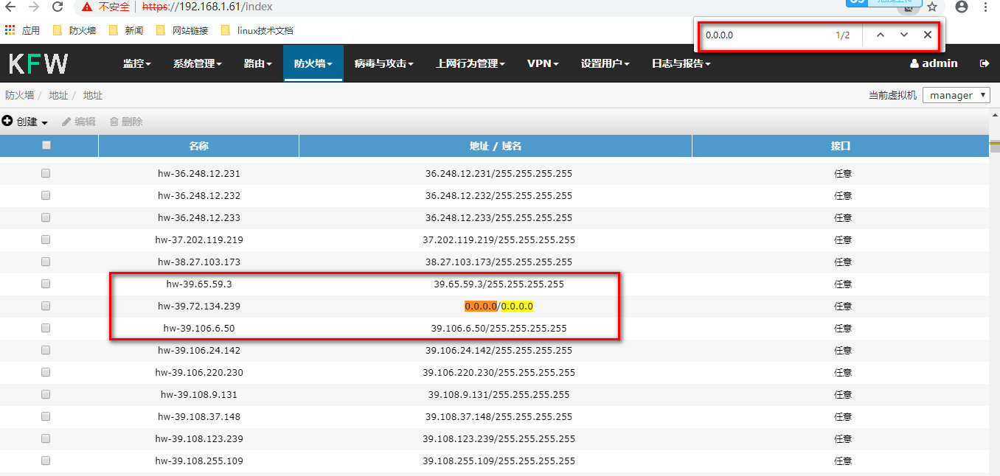 不安全 https://192.168.1.61/index
应用 防火墙 新闻 网站链接 linux技术文档
0.0.0.0 1/2
KFW 监控 系统管理 路由 防火墙 病毒与攻击 上网行为管理 VPN 设置用户 日志与报告 admin
防火墙 / 地址 / 地址 当前虚拟机 manager
创建 编辑 删除
名称 地址 / 域名 接口
hw-36.248.12.231 36.248.12.231/255.255.255.255 任意
hw-36.248.12.232 36.248.12.232/255.255.255.255 任意
hw-36.248.12.233 36.248.12.233/255.255.255.255 任意
hw-37.202.119.219 37.202.119.219/255.255.255.255 任意
hw-38.27.103.173 38.27.103.173/255.255.255.255 任意
hw-39.65.59.3 39.65.59.3/255.255.255.255 任意
hw-39.72.134.239 0.0.0.0/0.0.0.0 任意
hw-39.106.6.50 39.106.6.50/255.255.255.255 任意
hw-39.106.24.142 39.106.24.142/255.255.255.255 任意
hw-39.106.220.230 39.106.220.230/255.255.255.255 任意
hw-39.108.9.131 39.108.9.131/255.255.255.255 任意
hw-39.108.37.148 39.108.37.148/255.255.255.255 任意
hw-39.108.123.239 39.108.123.239/255.255.255.255 任意
hw-39.108.255.109 39.108.255.109/255.255.255.255 任意